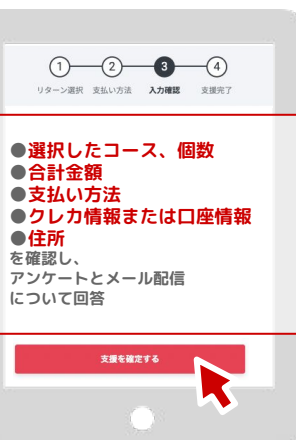 1 2 3 4
リターン選択 支払い方法 入力確認 支援完了
●選択したコース、個数
●合計金額
●支払い方法
●クレカ情報または口座情報
●住所
を確認し、
アンケートとメール配信
について回答
支援を確定する